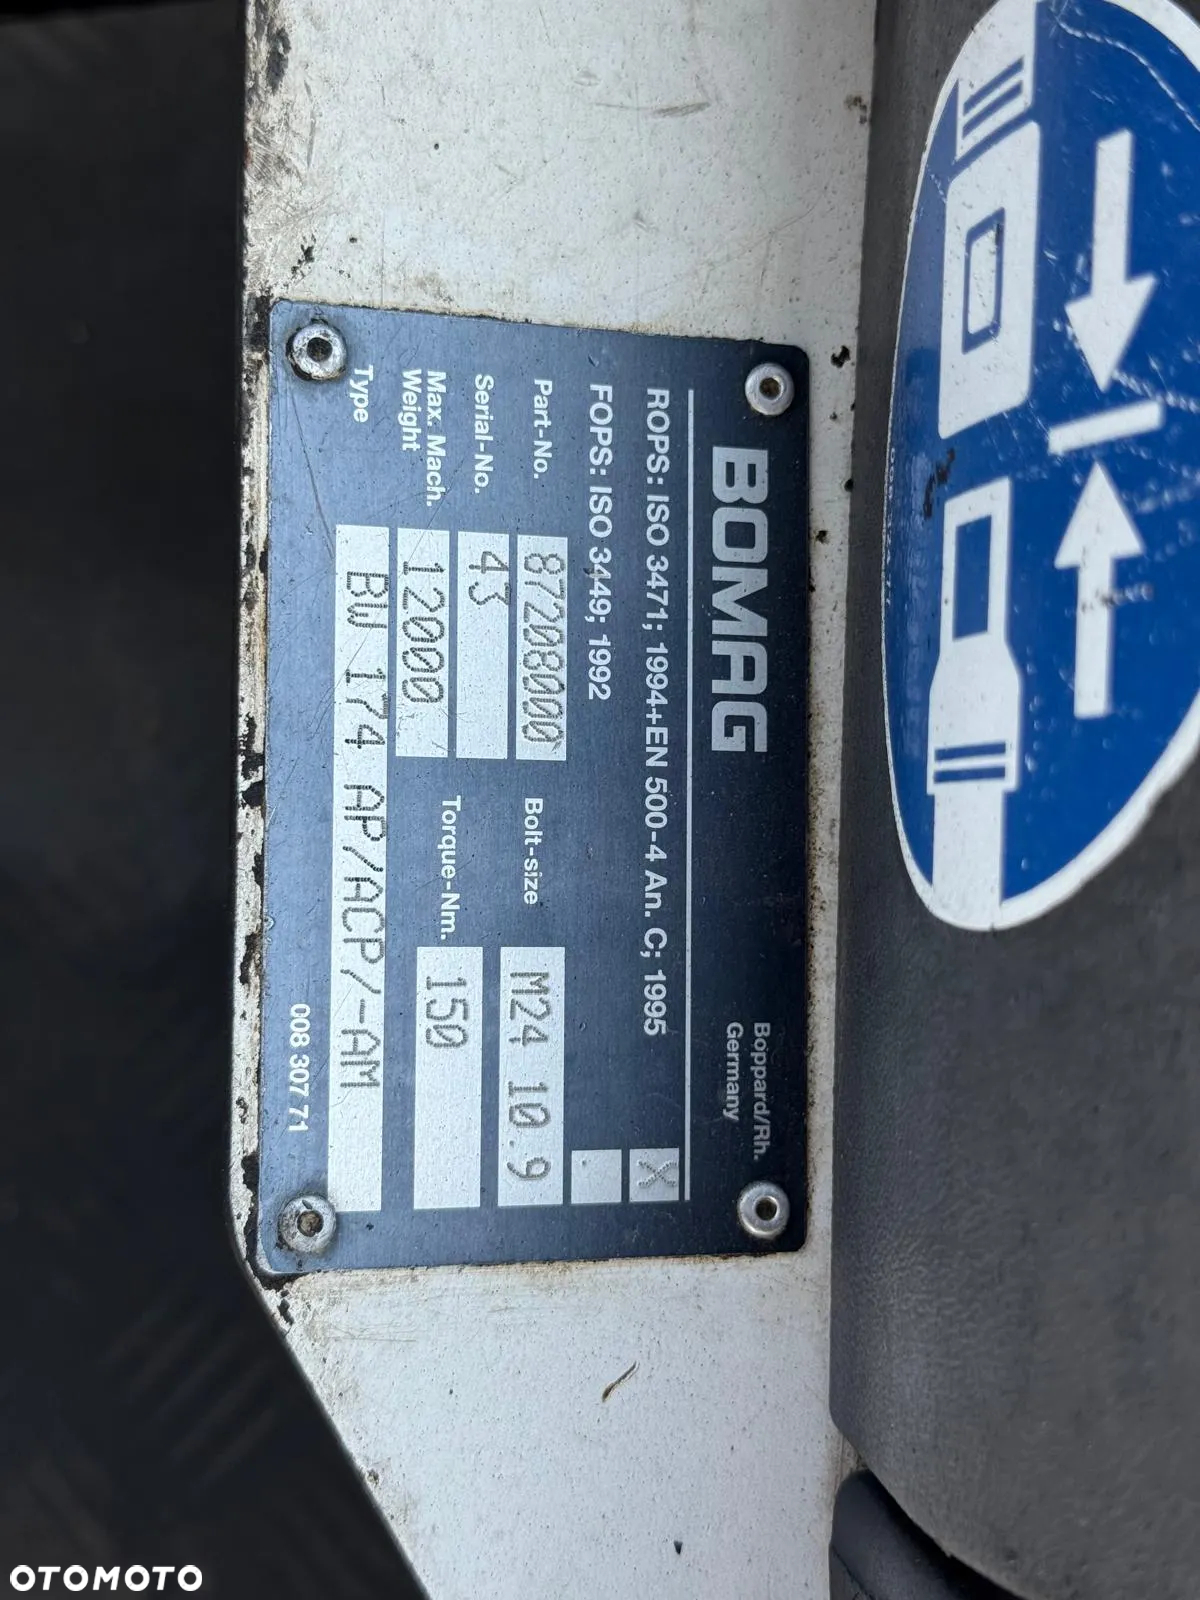 BOMAG
Boppard/Rh.
Germany
ROPS: ISO 3471; 1994+EN 500-4 An. C; 1995 X
FOPS: ISO 3449; 1992
Part-No. 87208000 Bolt-size M24 10.9
Serial-No. 43
Max. Mach. Weight 12000 Torque-Nm. 150
Type BW 174 AP/ACP/-AM
008 307 71
OTOMOTO